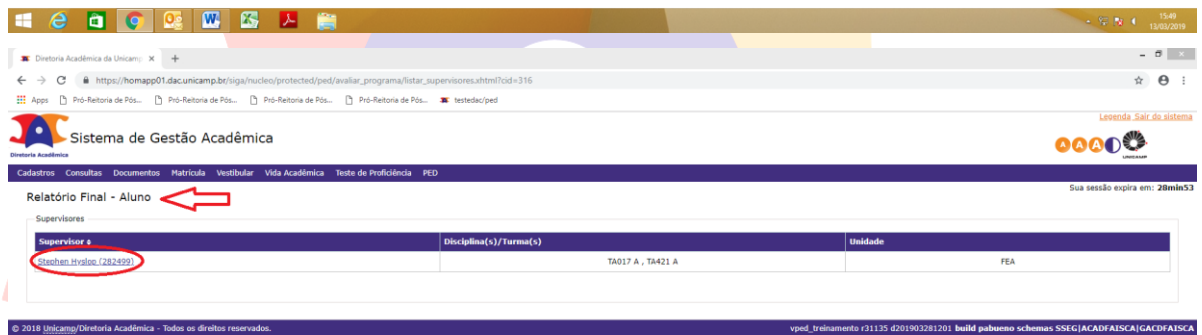 15:49
13/03/2019
Diretoria Acadêmica da Unicamp
https://homapp01.dac.unicamp.br/siga/nucleo/protected/ped/avaliar_programa/listar_supervisores.xhtml?cid=316
Apps Pró-Reitoria de Pós... Pró-Reitoria de Pós... Pró-Reitoria de Pós... Pró-Reitoria de Pós... testedac/ped
Legenda Sair do sistema
Sistema de Gestão Acadêmica
A A A
Diretoria Acadêmica
UNICAMP
Cadastros Consultas Documentos Matrícula Vestibular Vida Acadêmica Teste de Proficiência PED
Sua sessão expira em: 28min53
Relatório Final - Aluno
Supervisores
Supervisor Disciplina(s)/Turma(s) Unidade
Stephen Hyslop (282499) TA017 A , TA421 A FEA
© 2018 Unicamp/Diretoria Acadêmica - Todos os direitos reservados. vped_treinamento r31135 d201903281201 build pabueno schemas SSEG|ACADFAISCA|GACDFAISCA